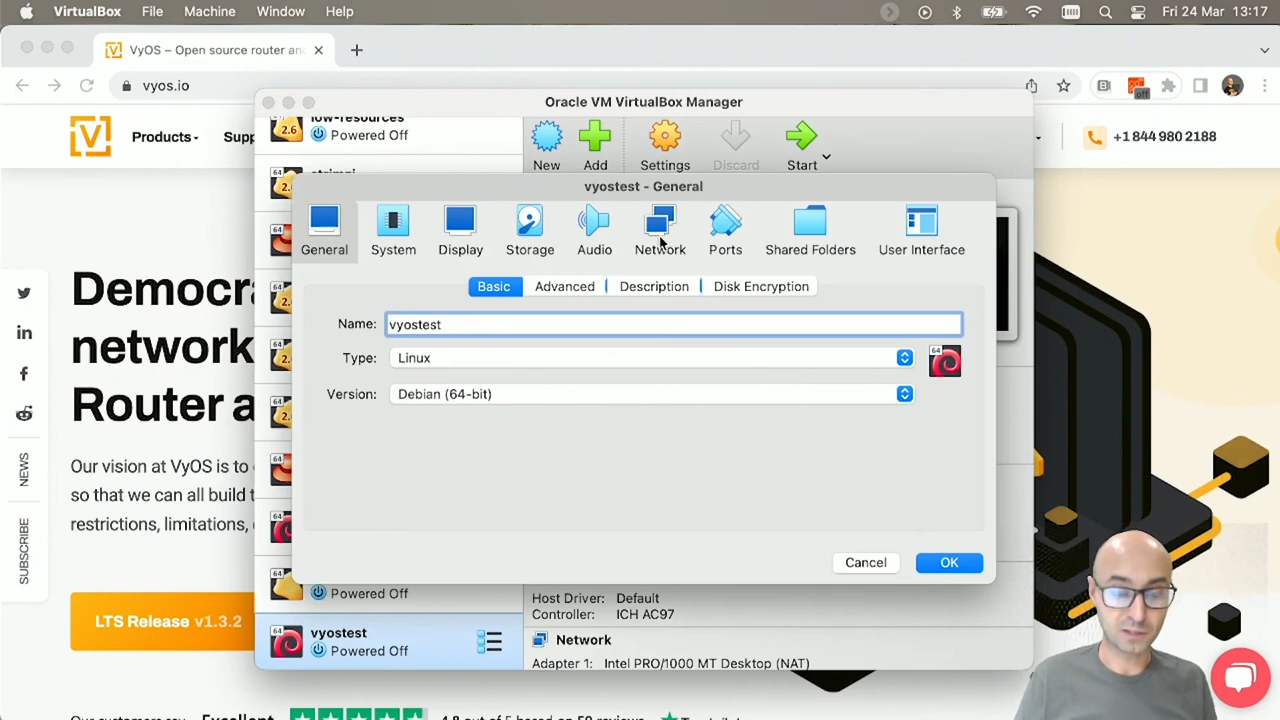 VirtualBox File Machine Window Help Fri 24 Mar 13:17
VyOS – Open source router an
vyos.io
off
Products
Supp
+1 844 980 2188
Oracle VM VirtualBox Manager
low-resources
Powered Off
New Add Settings Discard Start
vyostest - General
General System Display Storage Audio Network Ports Shared Folders User Interface
Basic Advanced Description Disk Encryption
Name: vyostest
Type: Linux
64
Version: Debian (64-bit)
Cancel OK
Democra
network
Router a
Our vision at VyOS is to
so that we can all build t
restrictions, limitations,
NEWS
SUBSCRIBE
LTS Release v1.3.2
Powered Off
64
vyostest
Powered Off
Host Driver: Default
Controller: ICH AC97
Network
Adapter 1: Intel PRO/1000 MT Desktop (NAT)